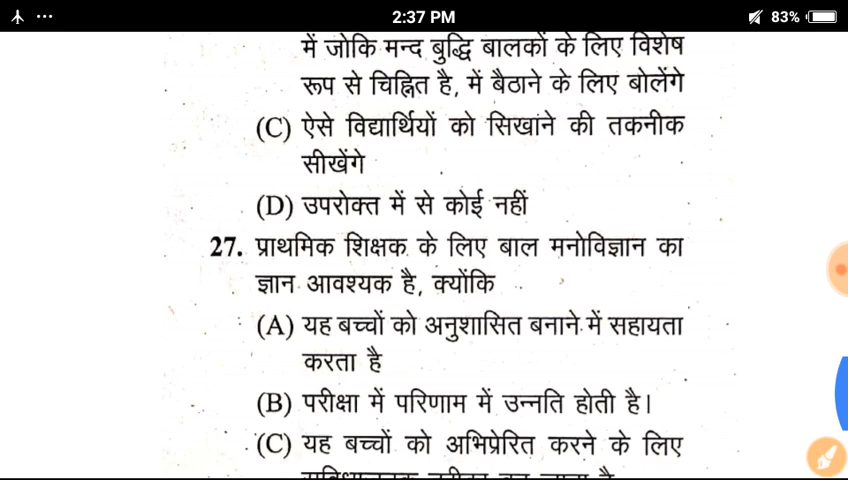 2:37 PM
83%
में जोकि मन्द बुद्धि बालकों के लिए विशेष
रूप से चिह्नित है, में बैठाने के लिए बोलेंगे
(C) ऐसे विद्यार्थियों को सिखाने की तकनीक
सीखेंगे
(D) उपरोक्त में से कोई नहीं
27. प्राथमिक शिक्षक के लिए बाल मनोविज्ञान का
ज्ञान आवश्यक है, क्योंकि
(A) यह बच्चों को अनुशासित बनाने में सहायता
करता है
(B) परीक्षा में परिणाम में उन्नति होती है।
(C) यह बच्चों को अभिप्रेरित करने के लिए